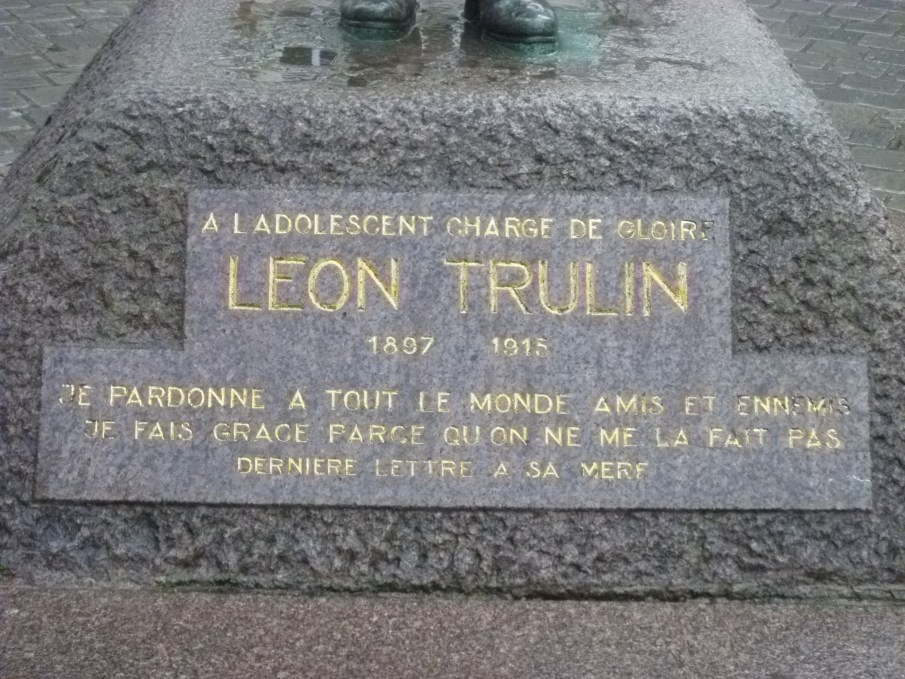 A L ADOLESCENT CHARGE DE GLOIRE
LEON TRULIN
1897 1915
JE PARDONNE A TOUT LE MONDE AMIS ET ENNEMIS
JE FAIS GRACE PARCE QU ON NE ME LA FAIT PAS
DERNIERE LETTRE A SA MERE